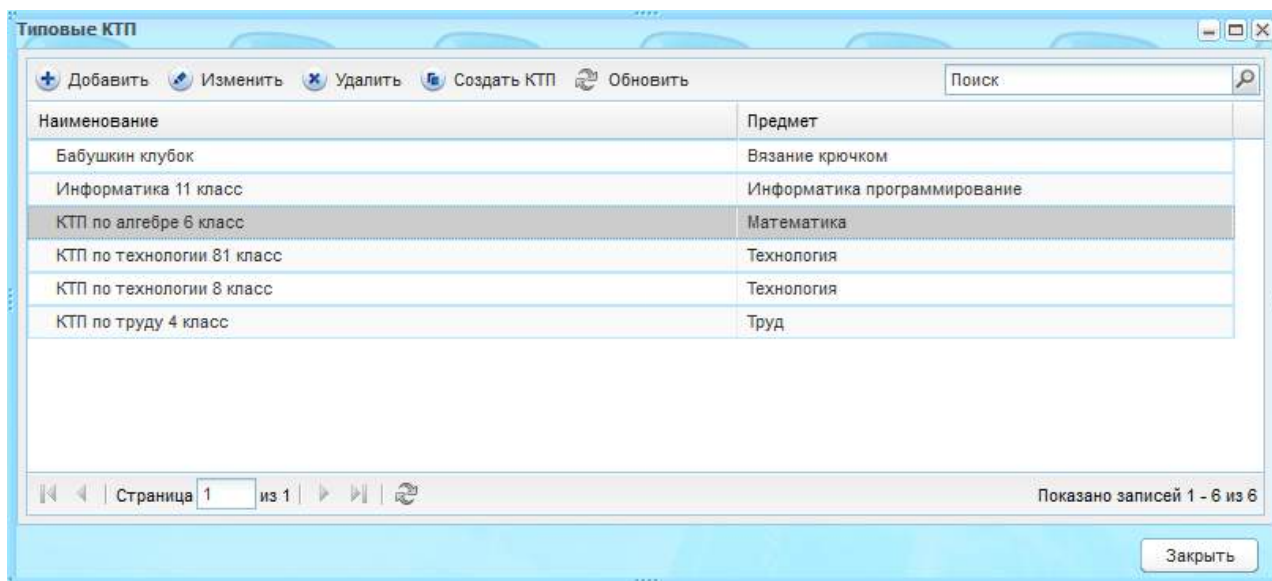 Типовые КТП
Добавить Изменить Удалить Создать КТП Обновить Поиск
Наименование Предмет
Бабушкин клубок Вязание крючком
Информатика 11 класс Информатика программирование
КТП по алгебре 6 класс Математика
КТП по технологии 81 класс Технология
КТП по технологии 8 класс Технология
КТП по труду 4 класс Труд
Страница 1 из 1 Показано записей 1 - 6 из 6
Закрыть